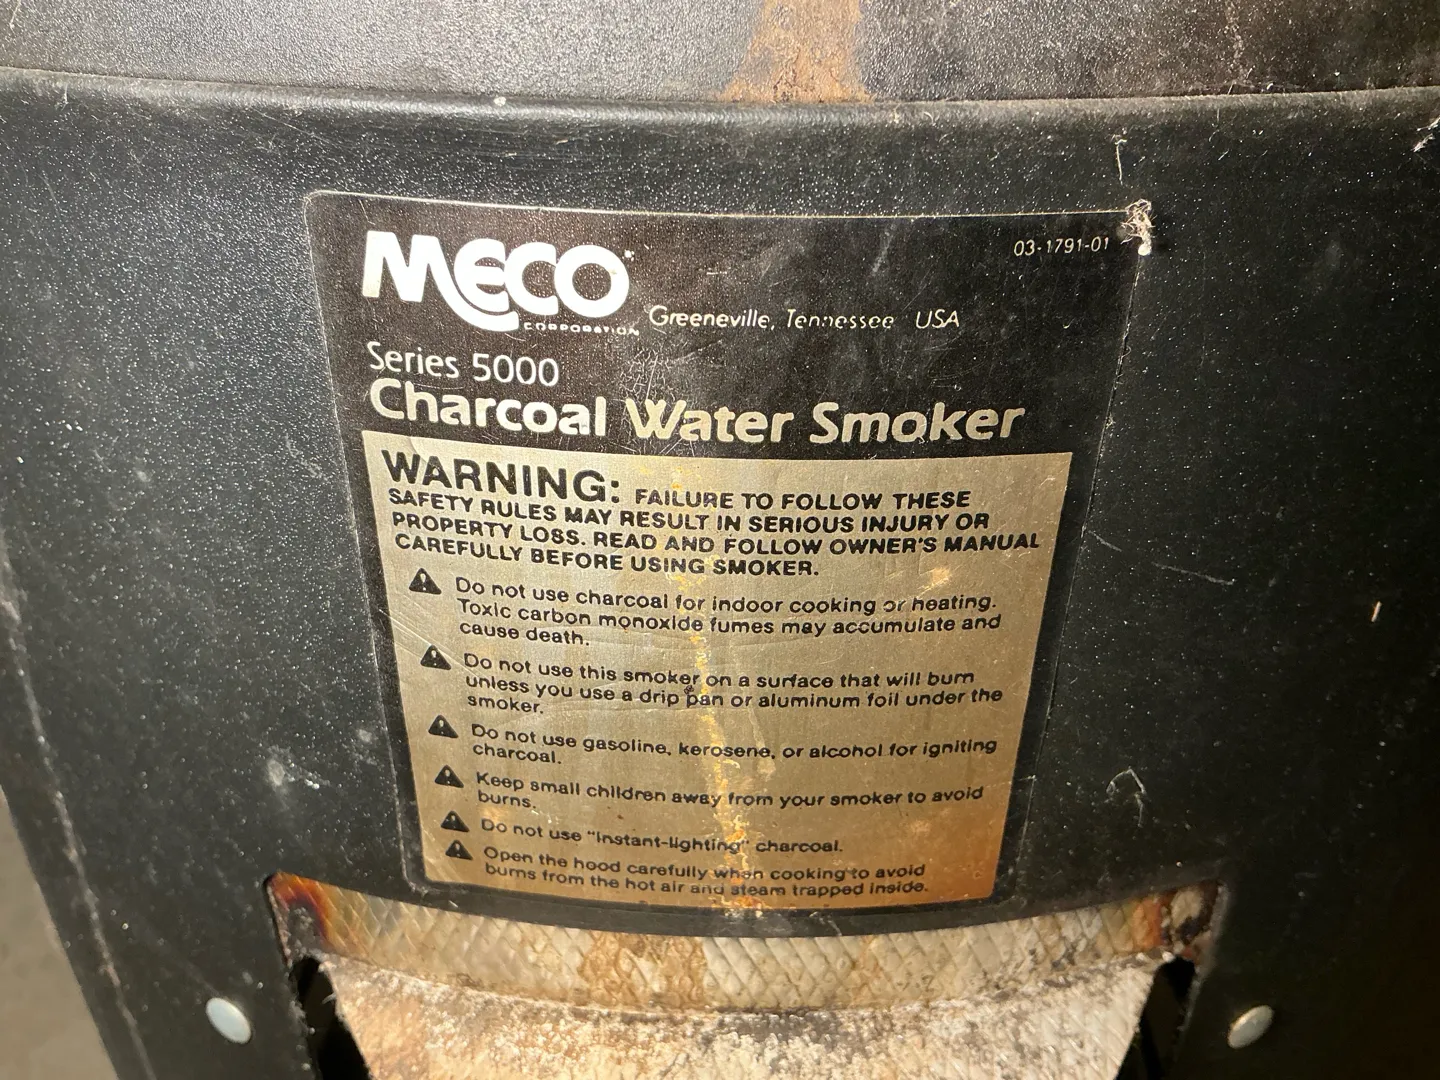 MECO
CORPORATION
Greeneville, Tennessee USA
03-1791-01
Series 5000
Charcoal Water Smoker
WARNING: FAILURE TO FOLLOW THESE
SAFETY RULES MAY RESULT IN SERIOUS INJURY OR
PROPERTY LOSS. READ AND FOLLOW OWNER'S MANUAL
CAREFULLY BEFORE USING SMOKER.
Do not use charcoal for indoor cooking or heating.
Toxic carbon monoxide fumes may accumulate and
cause death.
Do not use this smoker on a surface that will burn
unless you use a drip pan or aluminum foil under the
smoker.
Do not use gasoline, kerosene, or alcohol for igniting
charcoal.
Keep small children away from your smoker to avoid
burns.
Do not use "instant-lighting" charcoal.
Open the hood carefully when cooking to avoid
burns from the hot air and steam trapped inside.